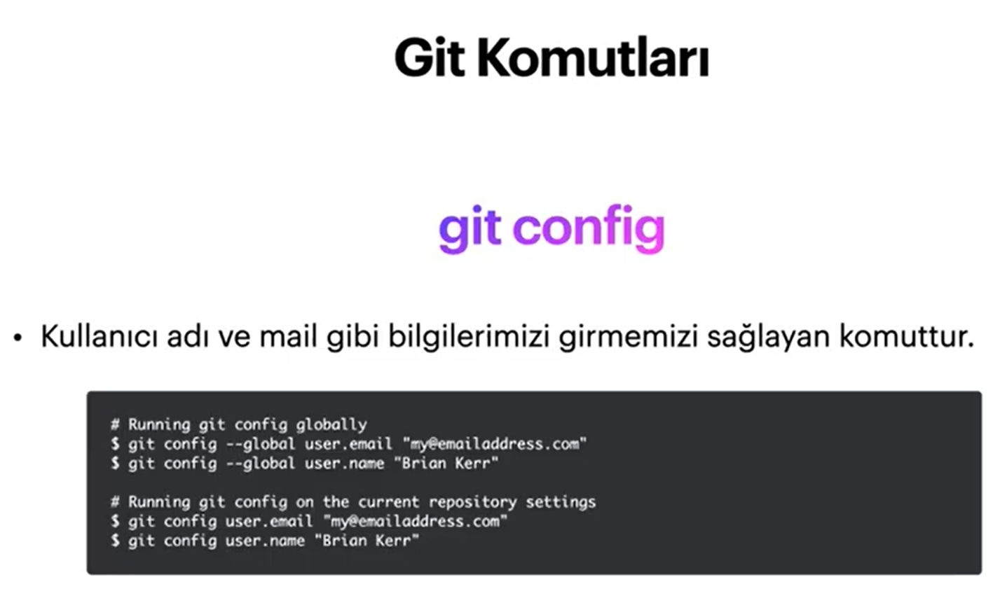 Git Komutları
git config
• Kullanıcı adı ve mail gibi bilgilerimizi girmemizi sağlayan komuttur.
# Running git config globally
$ git config --global user.email "my@emailaddress.com"
$ git config --global user.name "Brian Kerr"
# Running git config on the current repository settings
$ git config user.email "my@emailaddress.com"
$ git config user.name "Brian Kerr"